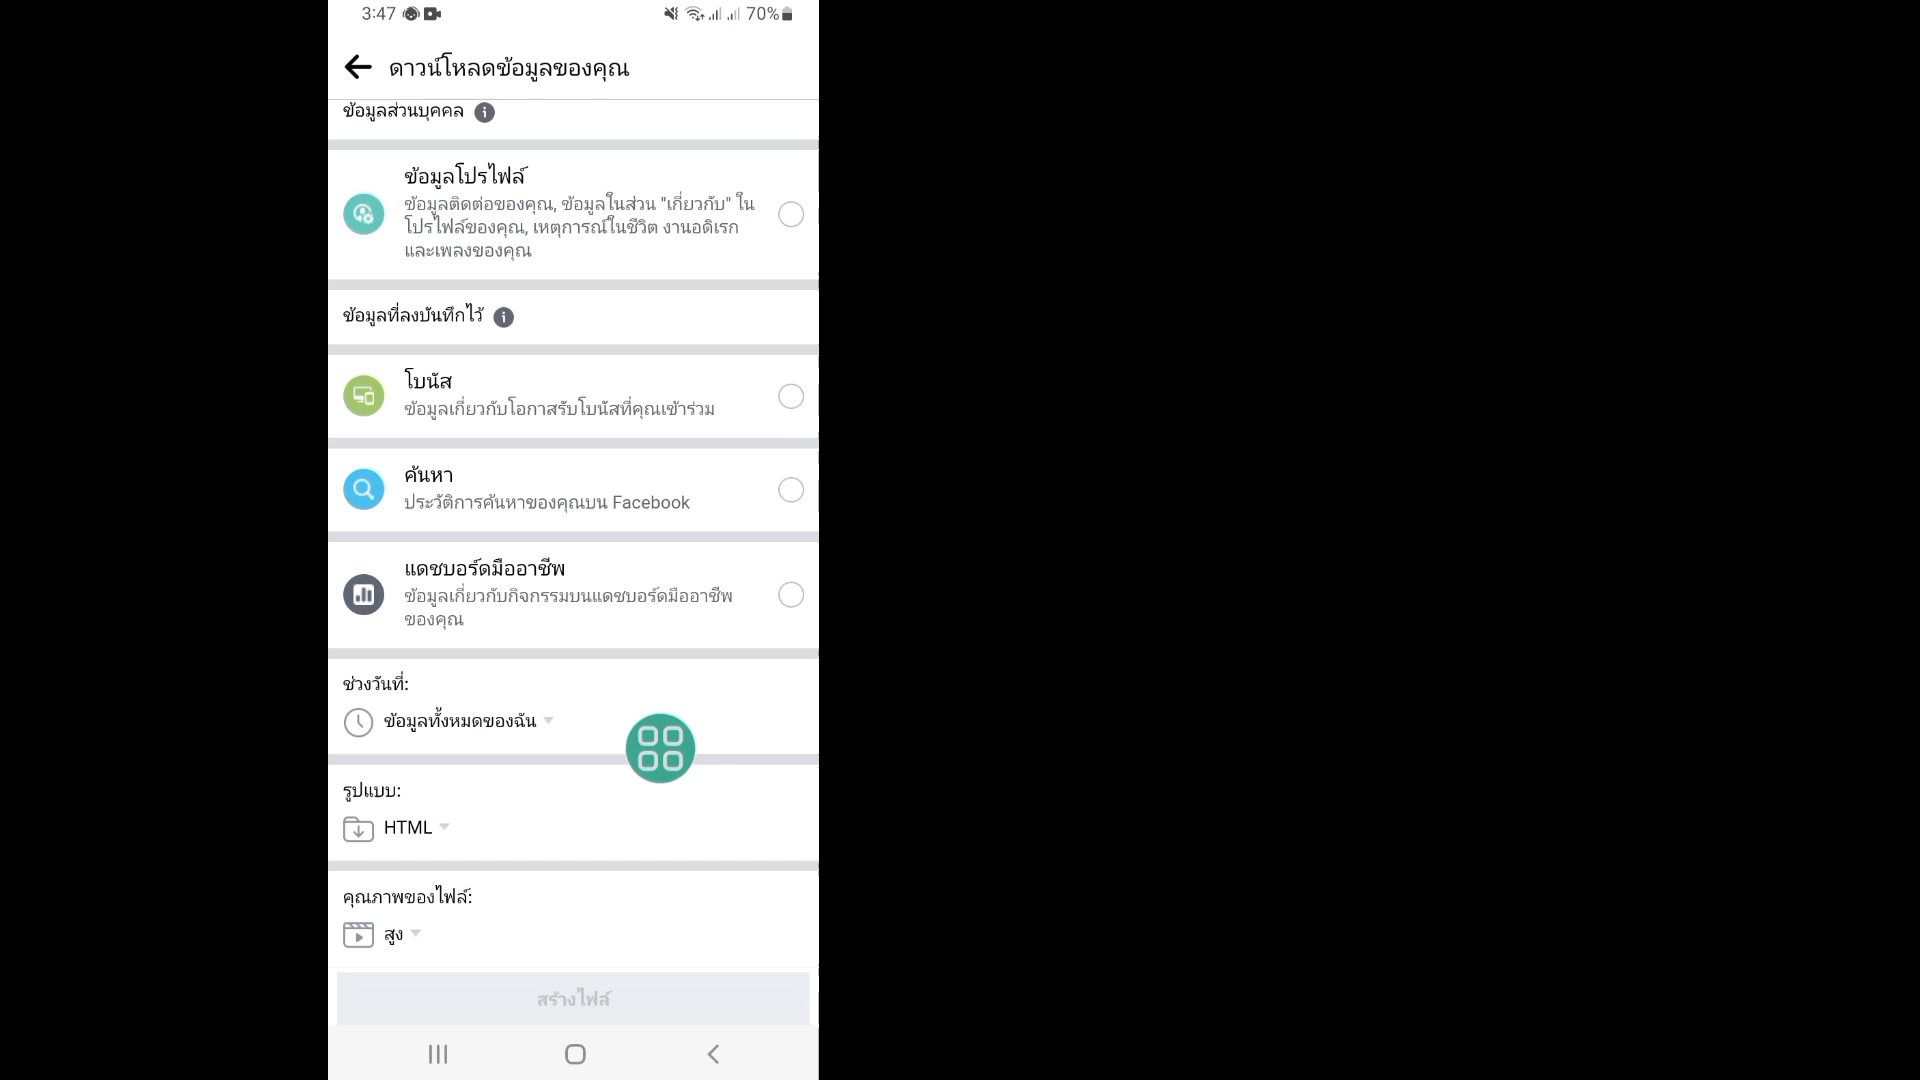 3:47
70%
ดาวน์โหลดข้อมูลของคุณ
ข้อมูลส่วนบุคคล
ข้อมูลโปรไฟล์
ข้อมูลติดต่อของคุณ, ข้อมูลในส่วน "เกี่ยวกับ" ใน
โปรไฟล์ของคุณ, เหตุการณ์ในชีวิต งานอดิเรก
และเพลงของคุณ
ข้อมูลที่ลงบันทึกไว้
โบนัส
ข้อมูลเกี่ยวกับโอกาสรับโบนัสที่คุณเข้าร่วม
ค้นหา
ประวัติการค้นหาของคุณบน Facebook
แดชบอร์ดมืออาชีพ
ข้อมูลเกี่ยวกับกิจกรรมบนแดชบอร์ดมืออาชีพ
ของคุณ
ช่วงวันที่:
ข้อมูลทั้งหมดของฉัน
รูปแบบ:
HTML
คุณภาพของไฟล์:
สูง
สร้างไฟล์